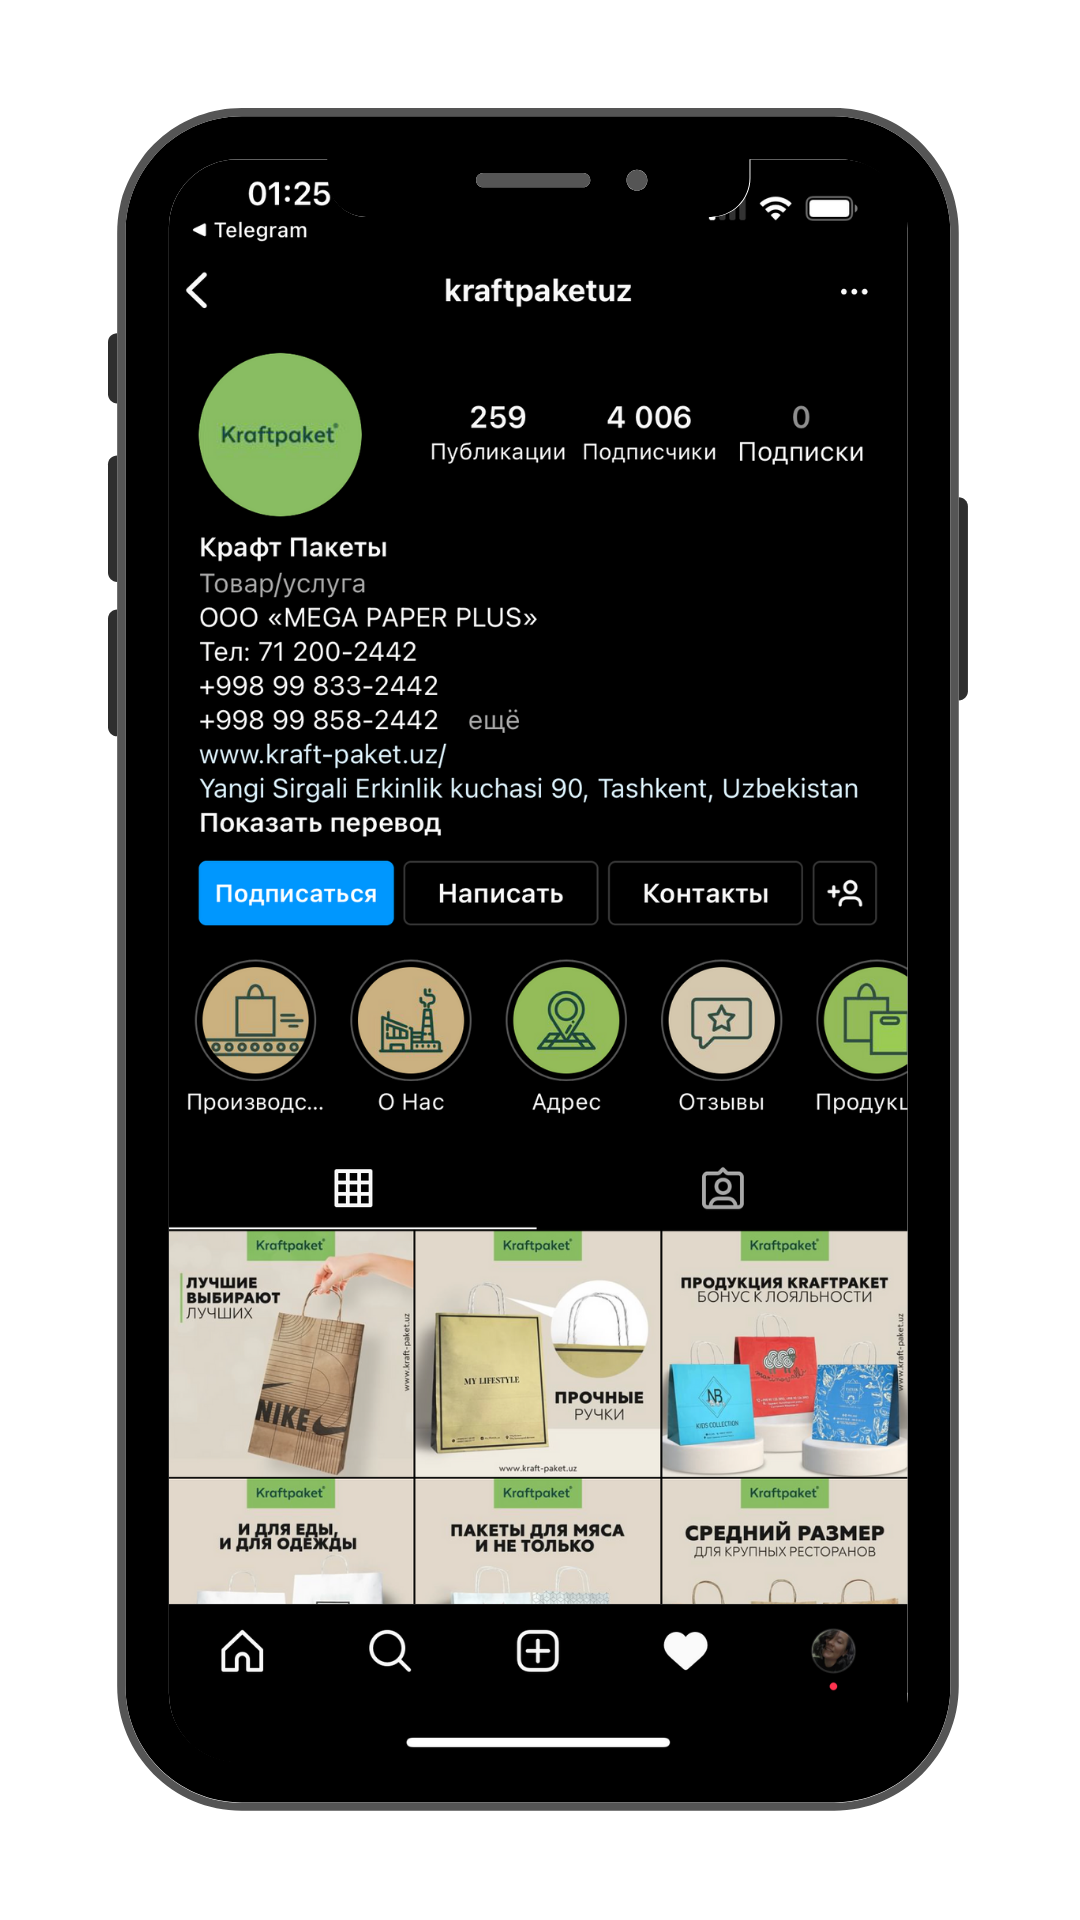 01:25
◀ Telegram
kraftpaketuz
Kraftpaket®
259
Публикации
4 006
Подписчики
0
Подписки
Крафт Пакеты
Товар/услуга
ООО «MEGA PAPER PLUS»
Тел: 71 200-2442
+998 99 833-2442
+998 99 858-2442 ещё
www.kraft-paket.uz/
Yangi Sirgali Erkinlik kuchasi 90, Tashkent, Uzbekistan
Показать перевод
Подписаться
Написать
Контакты
Производс...
О Нас
Адрес
Отзывы
Продукц
Kraftpaket®
ЛУЧШИЕ
ВЫБИРАЮТ
ЛУЧШИХ
www.kraft-paket.uz
NIKE
Kraftpaket®
MY LIFESTYLE
ПРОЧНЫЕ
РУЧКИ
www.kraft-paket.uz
Kraftpaket®
ПРОДУКЦИЯ KRAFTPAKET
БОНУС К ЛОЯЛЬНОСТИ
www.kraft-paket.uz
NB
KIDS COLLECTION
Kraftpaket®
И ДЛЯ ЕДЫ,
И ДЛЯ ОДЕЖДЫ
Kraftpaket®
ПАКЕТЫ ДЛЯ МЯСА
И НЕ ТОЛЬКО
Kraftpaket®
СРЕДНИЙ РАЗМЕР
ДЛЯ КРУПНЫХ РЕСТОРАНОВ